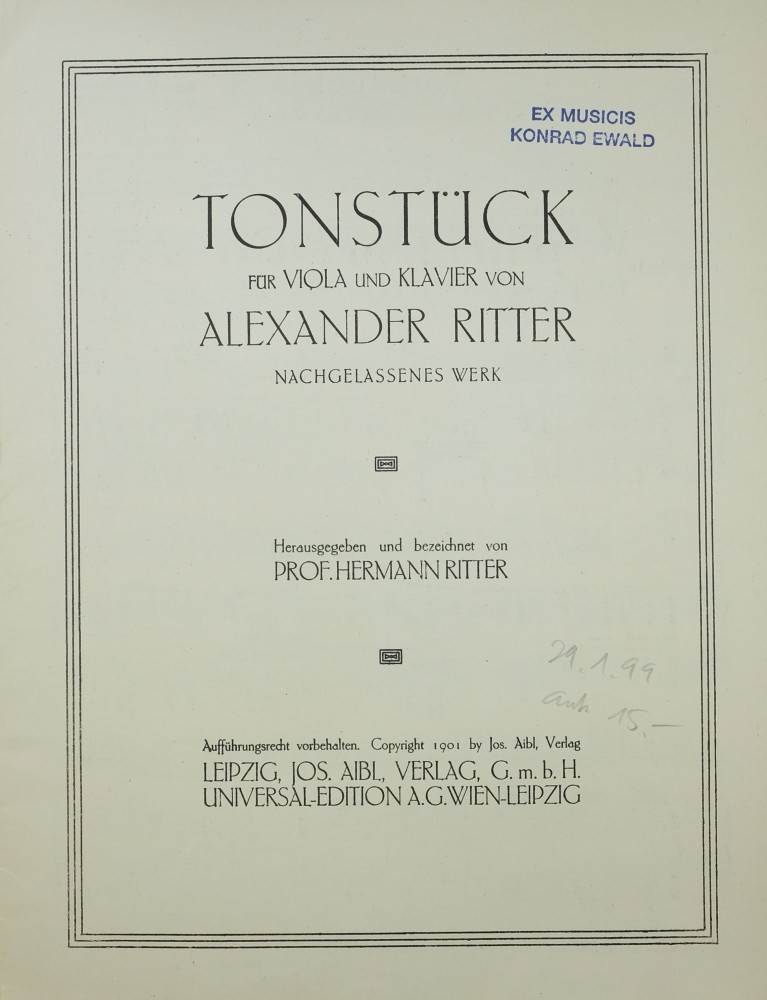 EX MUSICIS
KONRAD EWALD
TONSTÜCK
FÜR VIOLA UND KLAVIER VON
ALEXANDER RITTER
NACHGELASSENES WERK
Herausgegeben und bezeichnet von
PROF. HERMANN RITTER
29.1.99
15.–
Aufführungsrecht vorbehalten. Copyright 1901 by Jos. Aibl, Verlag
LEIPZIG, JOS. AIBL, VERLAG, G. m. b. H.
UNIVERSAL-EDITION A.G. WIEN-LEIPZIG